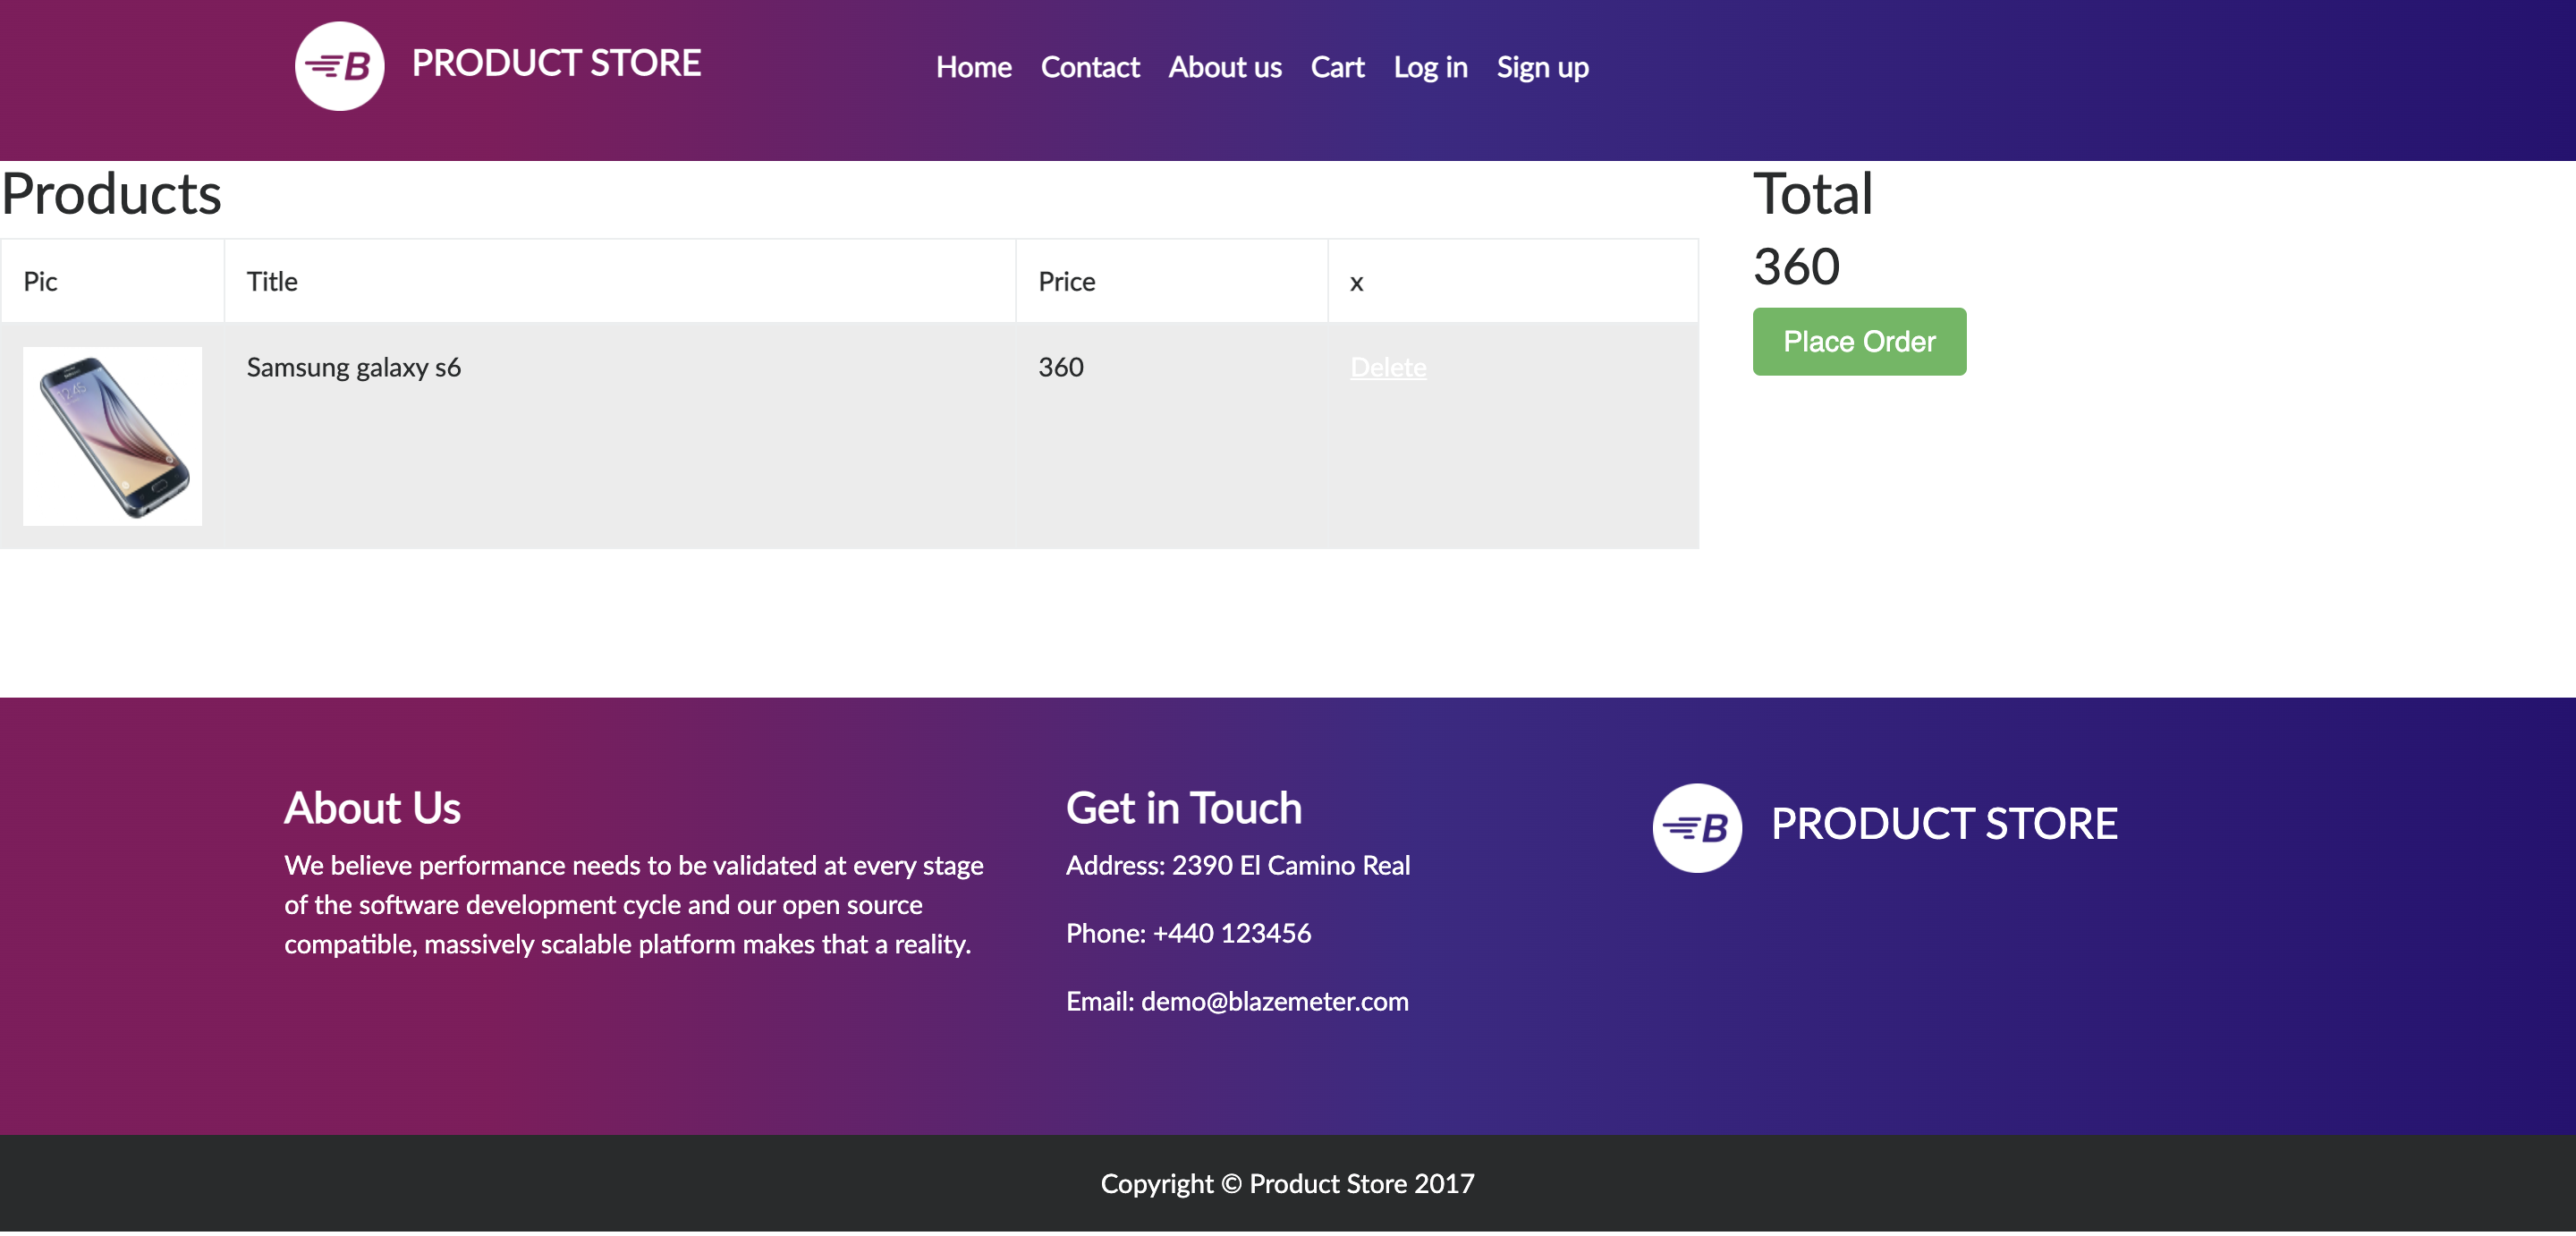 B PRODUCT STORE
Home Contact About us Cart Log in Sign up
Products
Total
360
Pic Title Price x
Place Order
Samsung galaxy s6 360 Delete
2:45
About Us
We believe performance needs to be validated at every stage
of the software development cycle and our open source
compatible, massively scalable platform makes that a reality.
Get in Touch
Address: 2390 El Camino Real
Phone: +440 123456
Email: demo@blazemeter.com
B PRODUCT STORE
Copyright © Product Store 2017